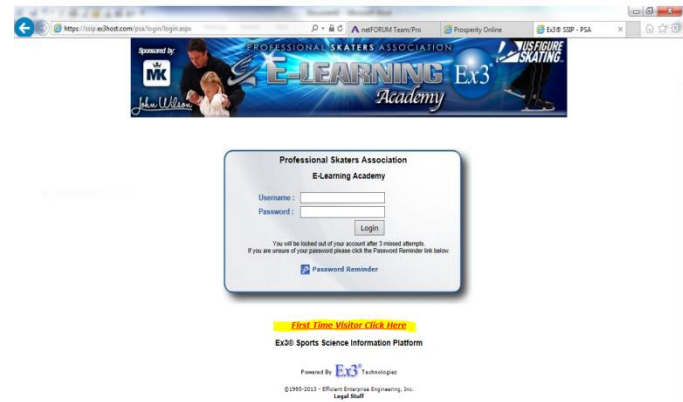 https://ssip.ex3host.com/psa/login/login.aspx
netFORUM Team/Pro
Prosperity Online
Ex3® SSIP - PSA
Sponsored by:
MK
John Wilson
PROFESSIONAL SKATERS ASSOCIATION
E-LEARNING
Academy
Ex3
US FIGURE
SKATING
Professional Skaters Association
E-Learning Academy
Username :
Password :
Login
You will be locked out of your account after 3 missed attempts.
If you are unsure of your password please click the Password Reminder link below.
Password Reminder
First Time Visitor Click Here
Ex3® Sports Science Information Platform
Powered By Ex3® Technologies
©1995-2013 - Efficient Enterprise Engineering, Inc.
Legal Stuff